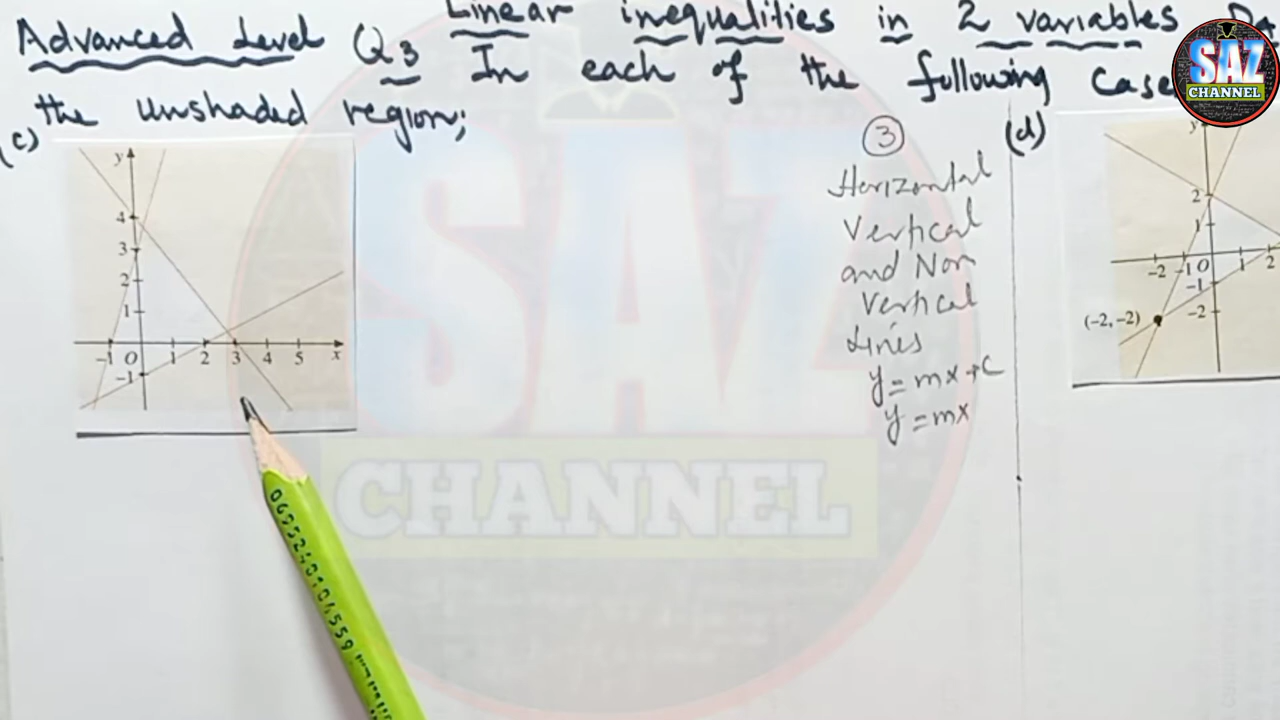 Advanced Level Q3 Linear inequalities in 2 variables
In each of the following Case
the unshaded region;
(c)
y
4
3
2
1
-1 O 1 2 3 4 5 x
-1
3
Horizontal
Vertical
and Non
Vertical
Lines
y = mx + C
y = mx
(d)
y
2
1
-2 -1 O 1 2
-1
(-2, -2) -2
SAZ
CHANNEL
SAZ
CHANNEL